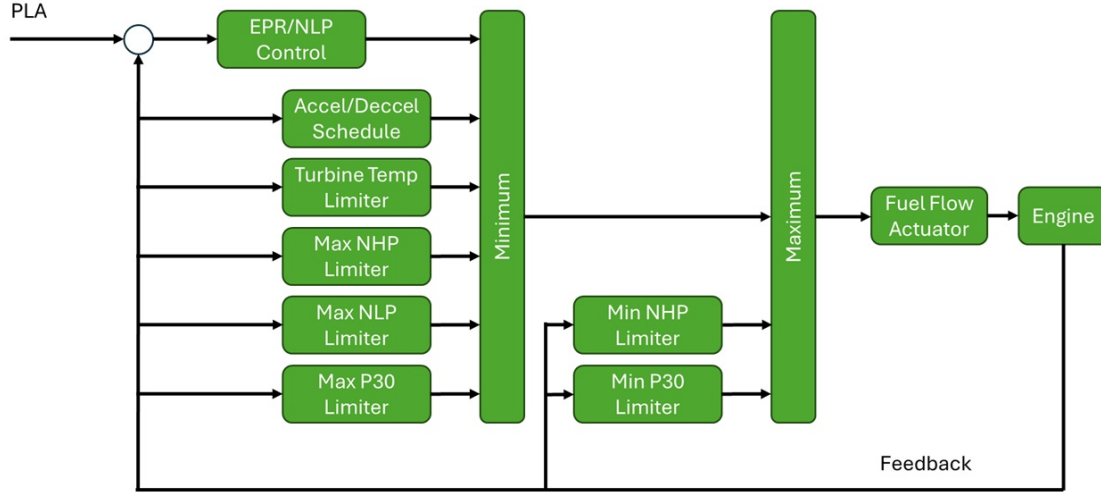 PLA
EPR/NLP
Control
Accel/Deccel
Schedule
Turbine Temp
Limiter
Max NHP
Limiter
Max NLP
Limiter
Max P30
Limiter
Minimum
Min NHP
Limiter
Min P30
Limiter
Maximum
Fuel Flow
Actuator
Engine
Feedback